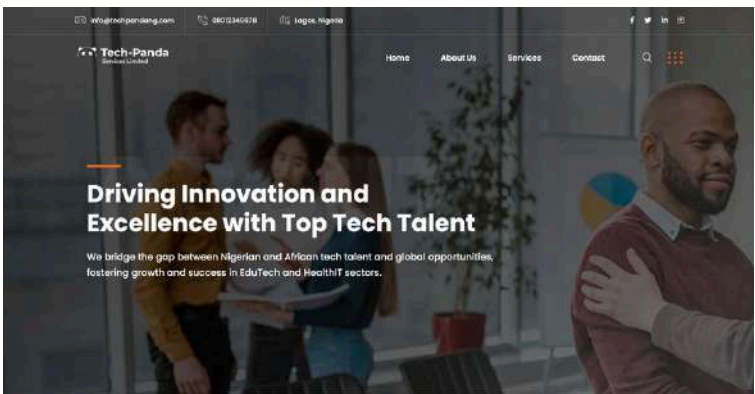 info@techpandang.com 08012345678 Lagos, Nigeria
Tech-Panda
Services Limited
Home About Us Services Contact
Driving Innovation and
Excellence with Top Tech Talent
We bridge the gap between Nigerian and African tech talent and global opportunities,
fostering growth and success in EduTech and HealthIT sectors.